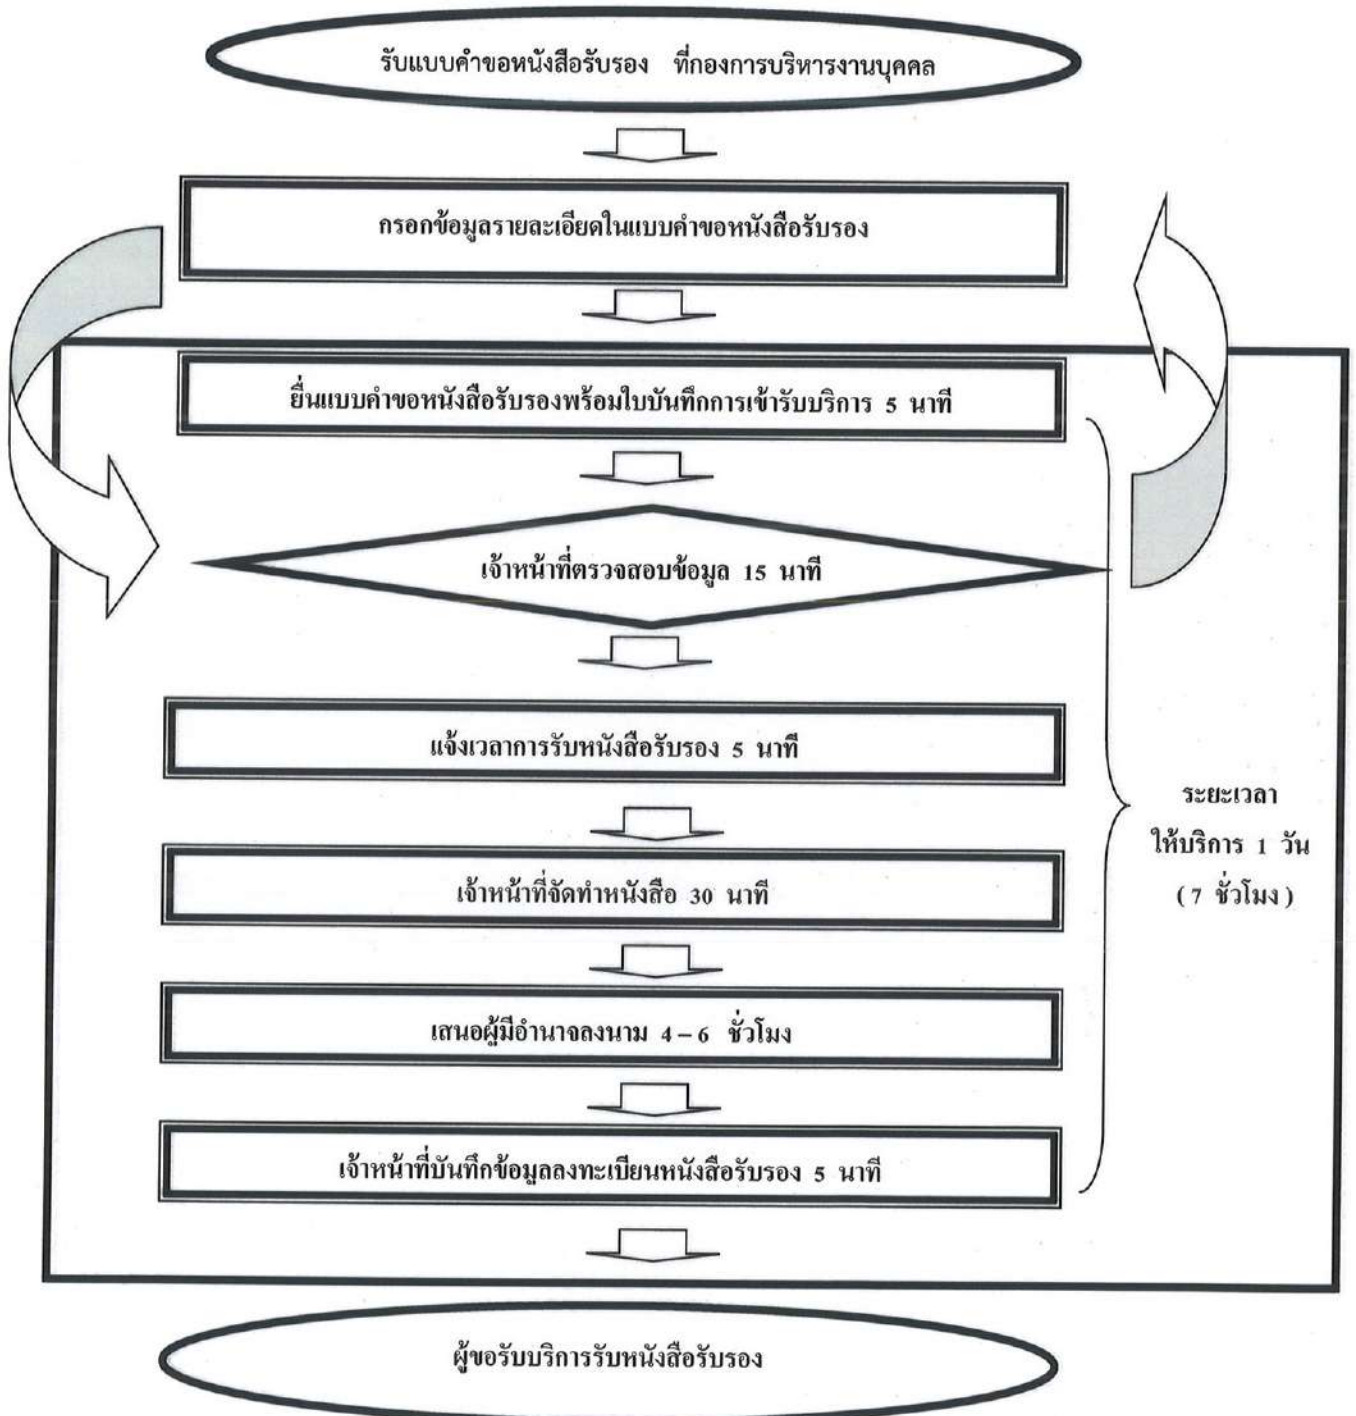 รับแบบคำขอหนังสือรับรอง ที่กองการบริหารงานบุคคล
กรอกข้อมูลรายละเอียดในแบบคำขอหนังสือรับรอง
ยื่นแบบคำขอหนังสือรับรองพร้อมใบบันทึกการเข้ารับบริการ 5 นาที
เจ้าหน้าที่ตรวจสอบข้อมูล 15 นาที
แจ้งเวลาการรับหนังสือรับรอง 5 นาที
เจ้าหน้าที่จัดทำหนังสือ 30 นาที
เสนอผู้มีอำนาจลงนาม 4 – 6 ชั่วโมง
เจ้าหน้าที่บันทึกข้อมูลลงทะเบียนหนังสือรับรอง 5 นาที
ระยะเวลา
ให้บริการ 1 วัน
( 7 ชั่วโมง )
ผู้ขอรับบริการรับหนังสือรับรอง